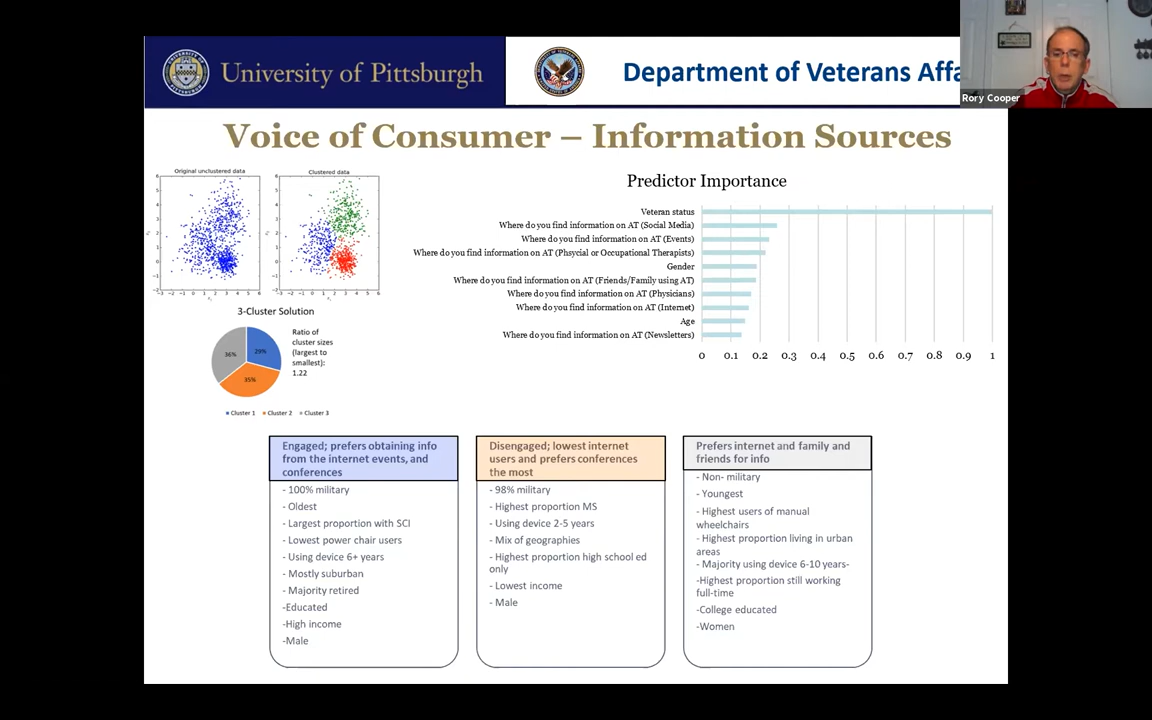 University of Pittsburgh
Department of Veterans Affa
Rory Cooper
Voice of Consumer – Information Sources
Original unclustered data
Clustered data
3-Cluster Solution
36%
29%
35%
Ratio of
cluster sizes
(largest to
smallest):
1.22
Cluster 1
Cluster 2
Cluster 3
Predictor Importance
Veteran status
Where do you find information on AT (Social Media)
Where do you find information on AT (Events)
Where do you find information on AT (Phsycial or Occupational Therapists)
Gender
Where do you find information on AT (Friends/Family using AT)
Where do you find information on AT (Physicians)
Where do you find information on AT (Internet)
Age
Where do you find information on AT (Newsletters)
0 0.1 0.2 0.3 0.4 0.5 0.6 0.7 0.8 0.9 1
Engaged; prefers obtaining info
from the internet events, and
conferences
- 100% military
- Oldest
- Largest proportion with SCI
- Lowest power chair users
- Using device 6+ years
- Mostly suburban
- Majority retired
-Educated
-High income
-Male
Disengaged; lowest internet
users and prefers conferences
the most
- 98% military
- Highest proportion MS
- Using device 2-5 years
- Mix of geographies
- Highest proportion high school ed
only
- Lowest income
- Male
Prefers internet and family and
friends for info
- Non- military
- Youngest
- Highest users of manual
wheelchairs
- Highest proportion living in urban
areas
- Majority using device 6-10 years-
-Highest proportion still working
full-time
-College educated
-Women